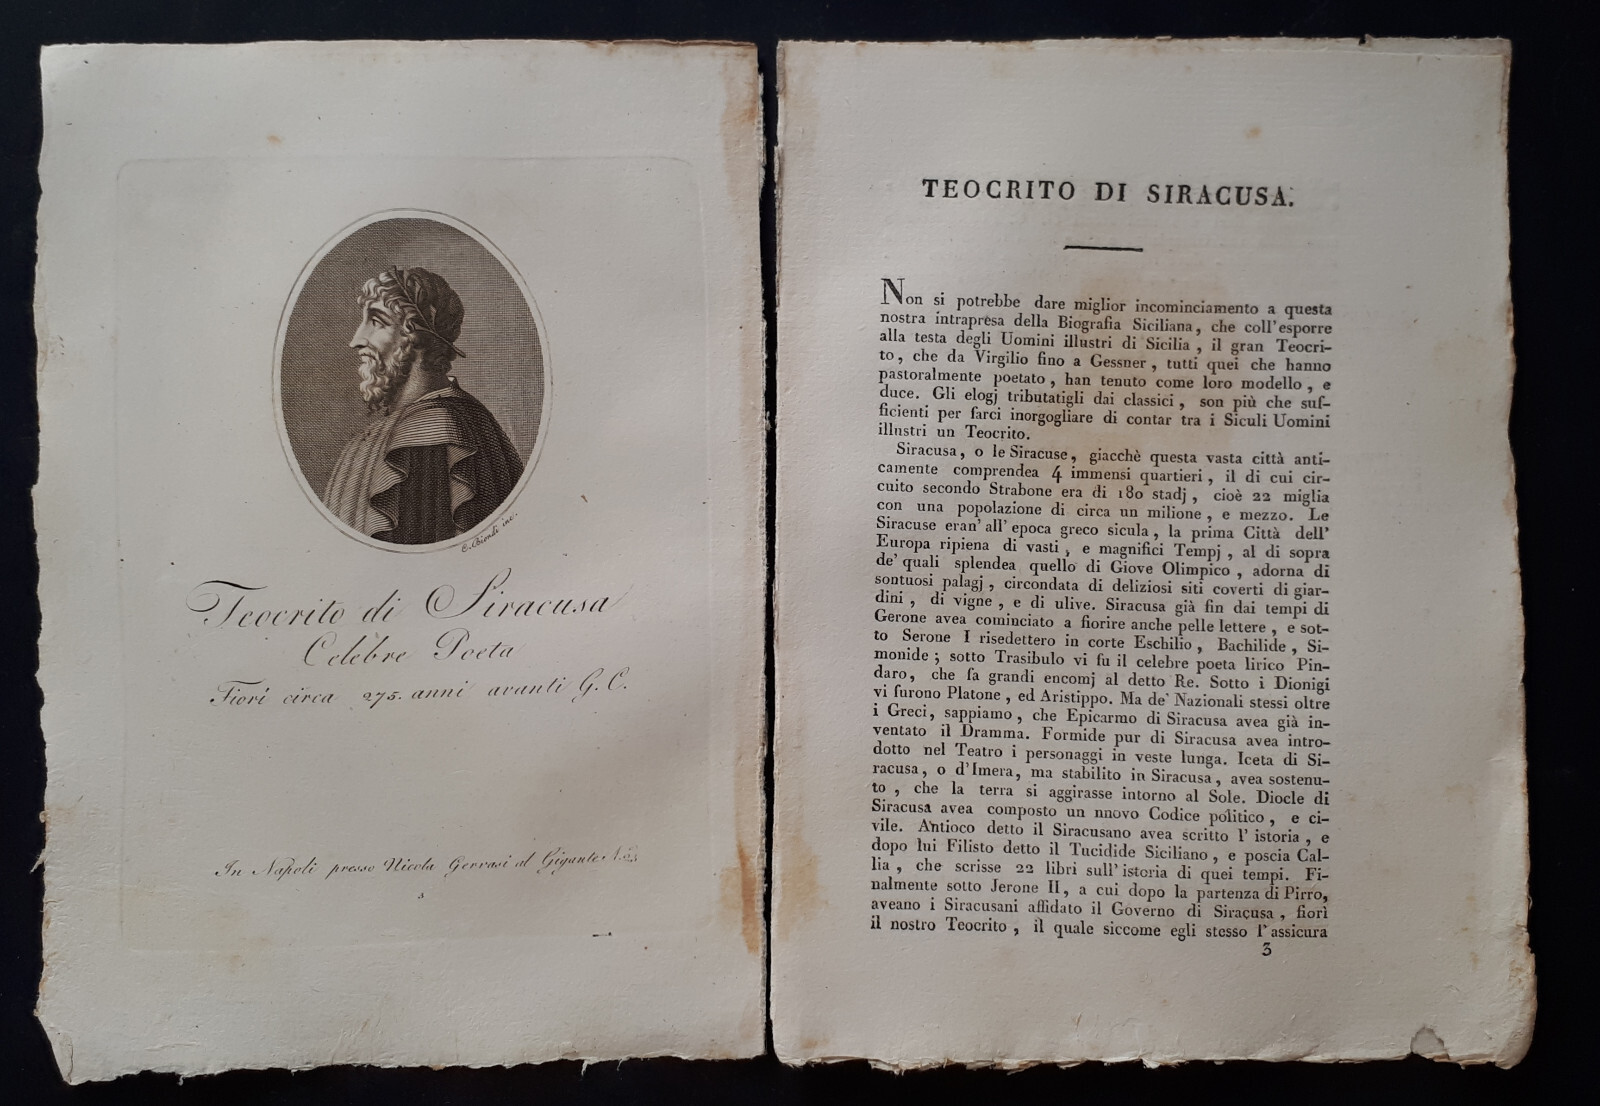 C. Biondi inc.
Teocrito di Siracusa
Celebre Poeta
Fiorì circa 275. anni avanti G. C.
In Napoli presso Nicola Gervasi al Gigante N.
TEOCRITO DI SIRACUSA.
Non si potrebbe dare miglior incominciamento a questa
nostra intrapresa della Biografia Siciliana, che coll'esporre
alla testa degli Uomini illustri di Sicilia, il gran Teocri-
to, che da Virgilio fino a Gessner, tutti quei che hanno
pastoralmente poetato, han tenuto come loro modello, e
duce. Gli elogj tributatigli dai classici, son più che suf-
ficienti per farci inorgogliare di contar tra i Siculi Uomini
illustri un Teocrito.
Siracusa, o le Siracuse, giacchè questa vasta città anti-
camente comprendea 4 immensi quartieri, il di cui cir-
cuito secondo Strabone era di 180 stadj, cioè 22 miglia
con una popolazione di circa un milione, e mezzo. Le
Siracuse eran'all'epoca greco sicula, la prima Città dell'
Europa ripiena di vasti, e magnifici Tempj, al di sopra
de'quali splendea quello di Giove Olimpico, adorna di
sontuosi palagj, circondata di deliziosi siti coverti di giar-
dini, di vigne, e di ulive. Siracusa già fin dai tempi di
Gerone avea cominciato a fiorire anche pelle lettere, e sot-
to Serone I risedettero in corte Eschilio, Bachilide, Si-
monide; sotto Trasibulo vi fu il celebre poeta lirico Pin-
daro, che fa grandi encomj al detto Re. Sotto i Dionigi
vi furono Platone, ed Aristippo. Ma de' Nazionali stessi oltre
i Greci, sappiamo, che Epicarmo di Siracusa avea già in-
ventato il Dramma. Formide pur di Siracusa avea intro-
dotto nel Teatro i personaggi in veste lunga. Iceta di Si-
racusa, o d'Imera, ma stabilito in Siracusa, avea sostenu-
to, che la terra si aggirasse intorno al Sole. Diocle di
Siracusa avea composto un nnovo Codice politico, e ci-
vile. Antioco detto il Siracusano avea scritto l'istoria, e
dopo lui Filisto detto il Tucidide Siciliano, e poscia Cal-
lia, che scrisse 22 libri sull'istoria di quei tempi. Fi-
nalmente sotto Jerone II, a cui dopo la partenza di Pirro,
aveano i Siracusani affidato il Governo di Siracusa, fiorì
il nostro Teocrito, il quale siccome egli stesso l'assicura
3